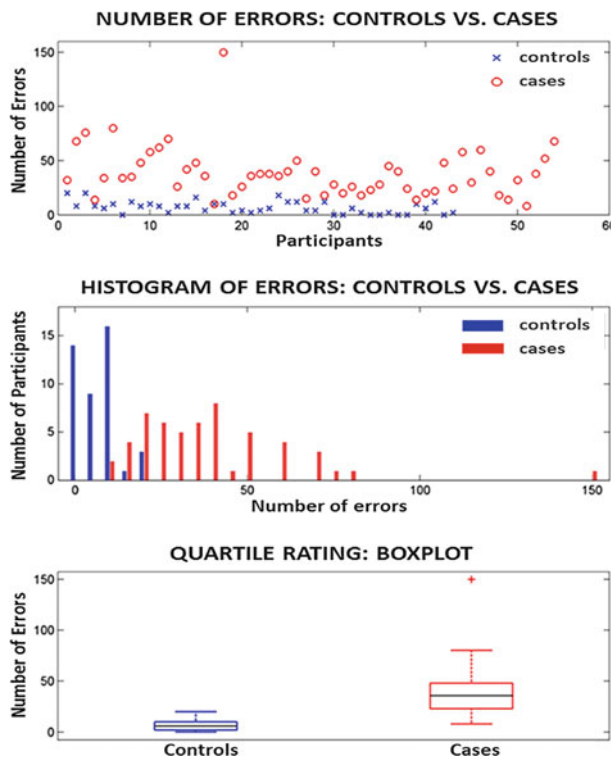 NUMBER OF ERRORS: CONTROLS VS. CASES
Number of Errors
150
100
50
0
controls
cases
0 10 20 30 40 50 60
Participants
HISTOGRAM OF ERRORS: CONTROLS VS. CASES
Number of Participants
15
10
5
0
controls
cases
0 50 100 150
Number of errors
QUARTILE RATING: BOXPLOT
Number of Errors
150
100
50
0
Controls Cases